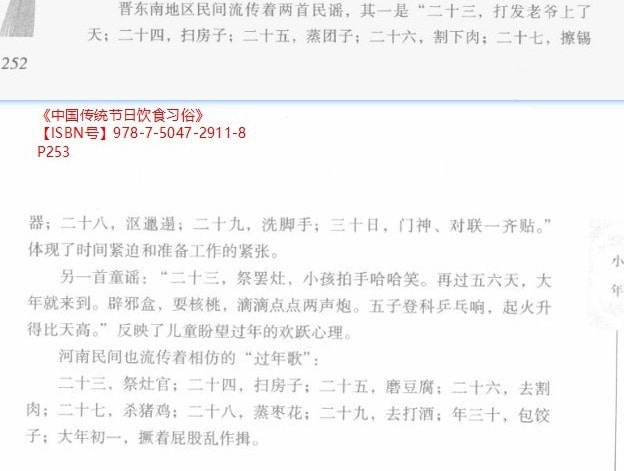 晋东南地区民间流传着两首民谣，其一是“二十三，打发老爷上了
天；二十四，扫房子；二十五，蒸团子；二十六，割下肉；二十七，擦锡
252
《中国传统节日饮食习俗》
【ISBN号】978-7-5047-2911-8
P253
器；二十八，沤邋遢；二十九，洗脚手；三十日，门神、对联一齐贴。”
体现了时间紧迫和准备工作的紧张。
另一首童谣：“二十三，祭罢灶，小孩拍手哈哈笑。再过五六天，大
年就来到。辟邪盒，耍核桃，滴滴点点两声炮。五子登科乒乓响，起火升
得比天高。”反映了儿童盼望过年的欢跃心理。
河南民间也流传着相仿的“过年歌”：
二十三，祭灶官；二十四，扫房子；二十五，磨豆腐；二十六，去割
肉；二十七，杀猪鸡；二十八，蒸枣花；二十九，去打酒；年三十，包饺
子；大年初一，撅着屁股乱作揖。
小
年